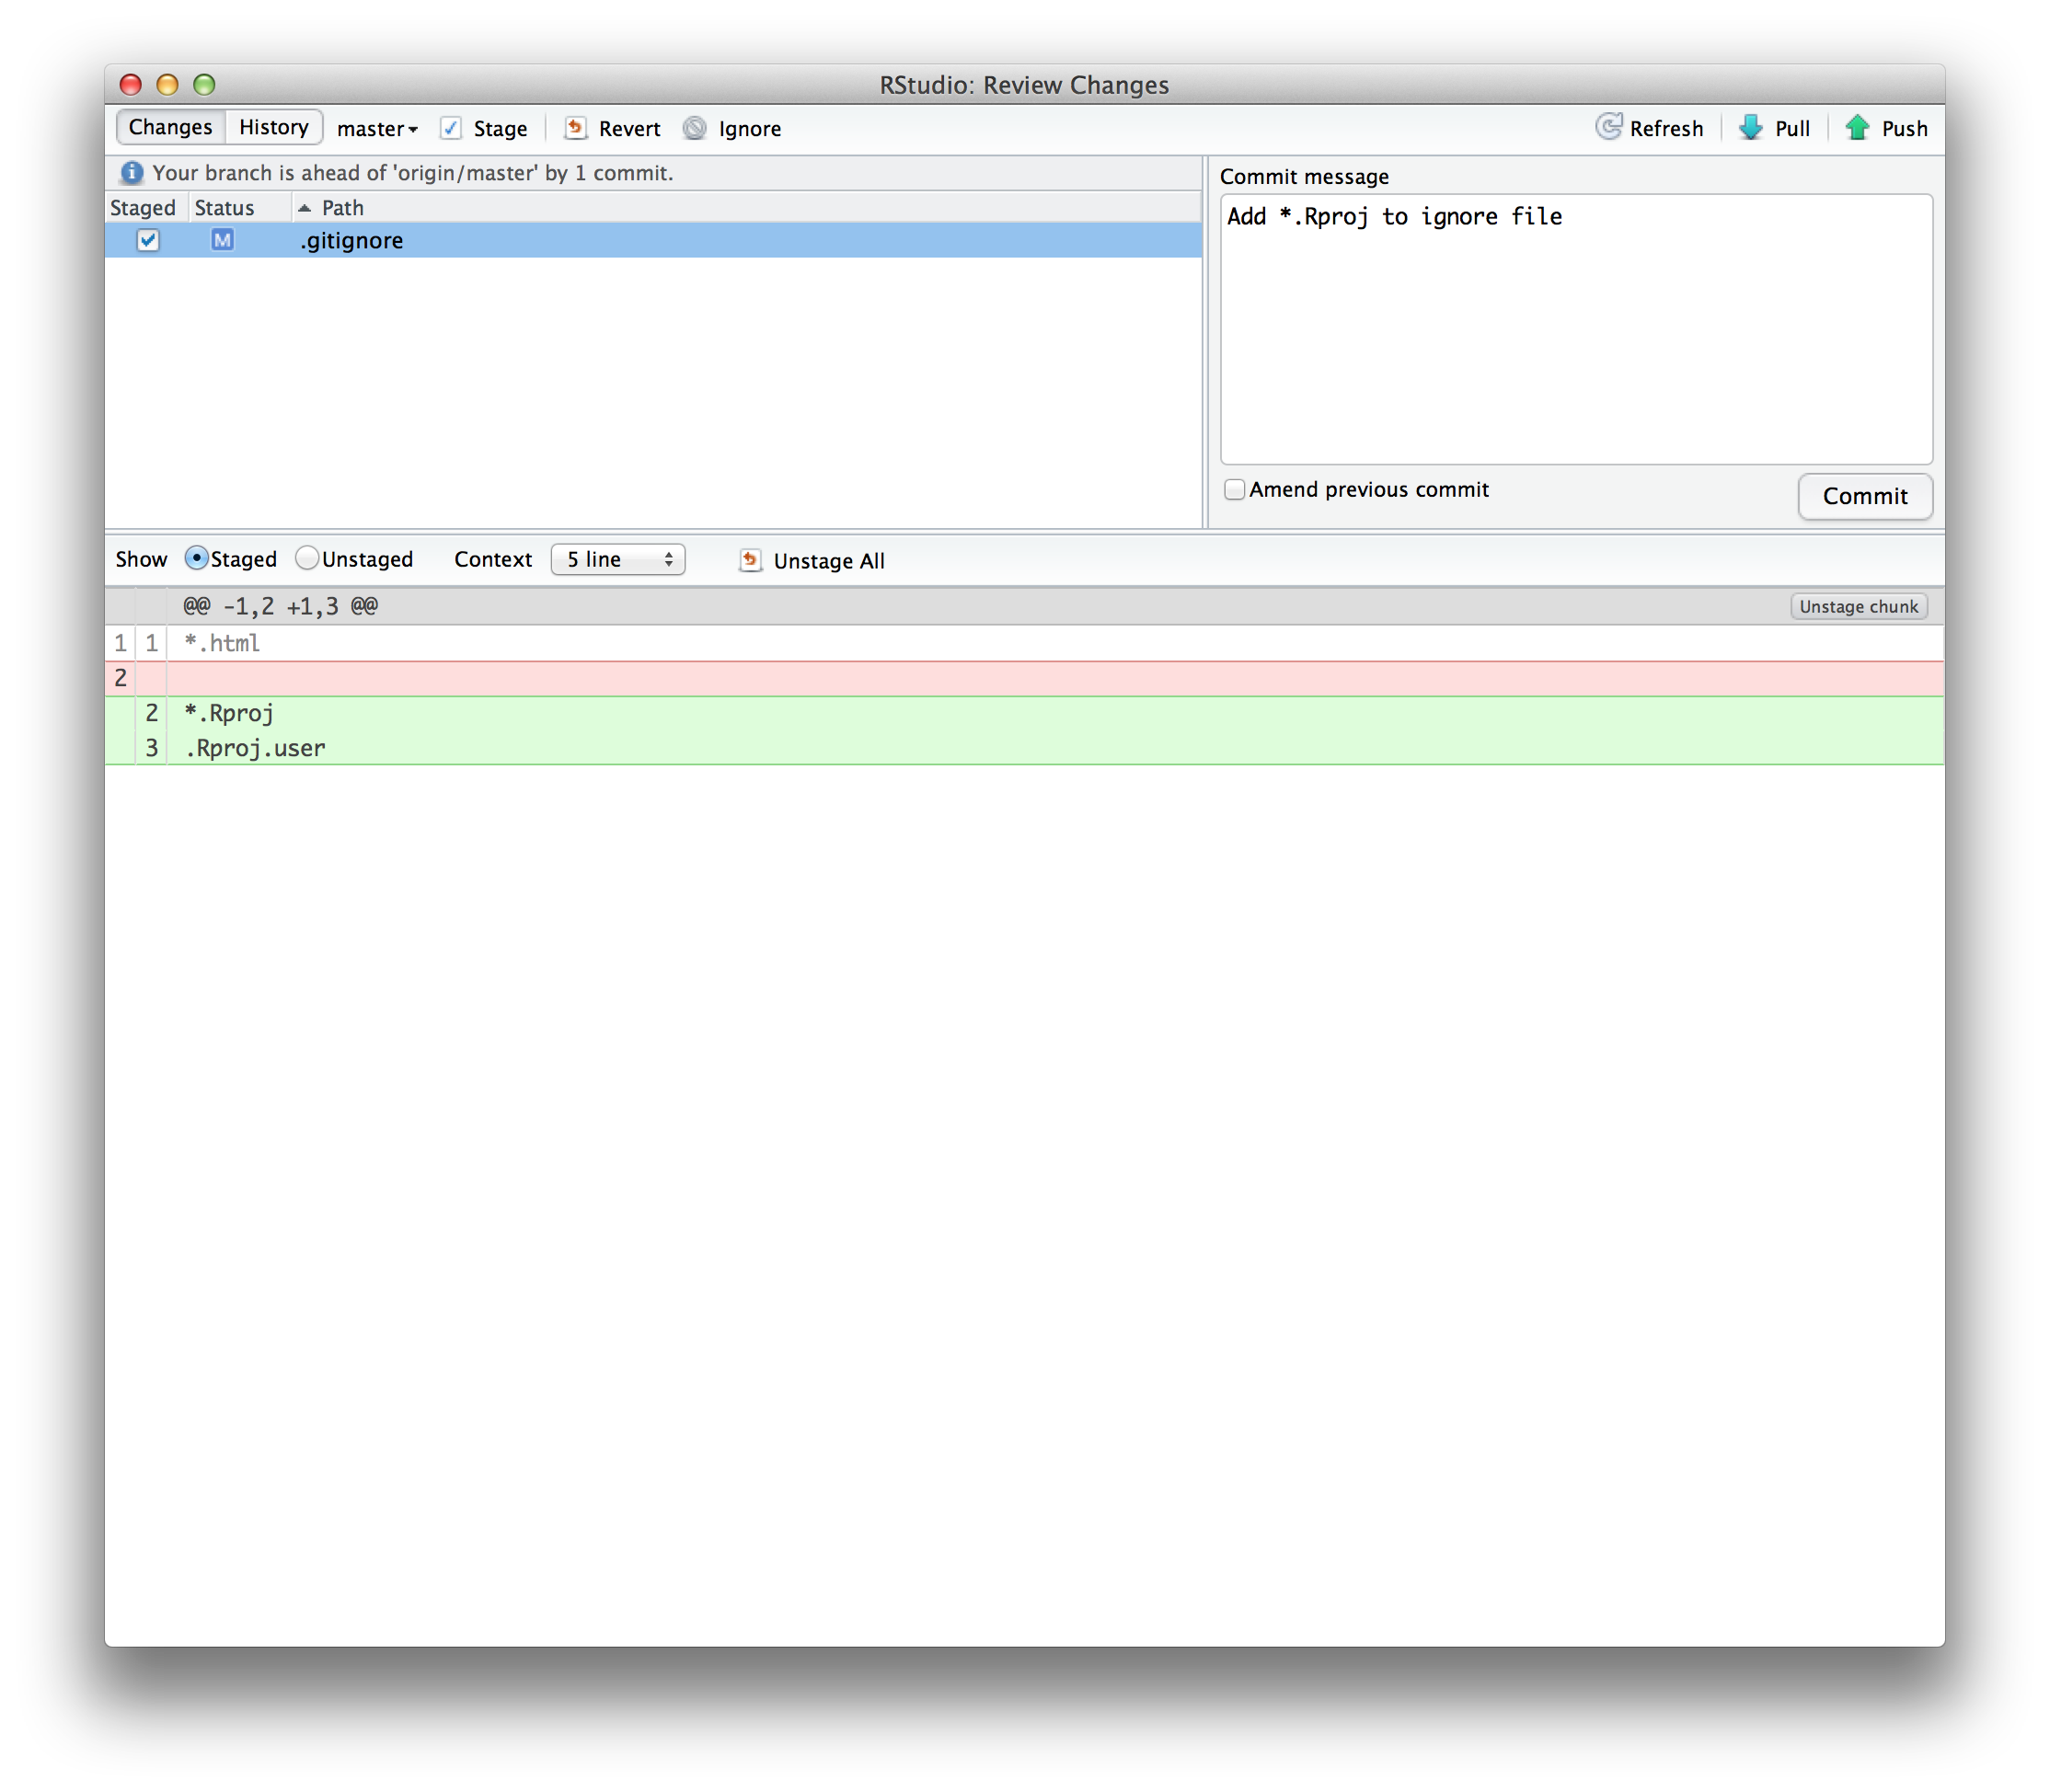 RStudio: Review Changes
Changes History master Stage Revert Ignore Refresh Pull Push
Your branch is ahead of 'origin/master' by 1 commit.
Staged Status Path
M .gitignore
Commit message
Add *.Rproj to ignore file
Amend previous commit
Commit
Show Staged Unstaged Context 5 line Unstage All
@@ -1,2 +1,3 @@ Unstage chunk
1 1 *.html
2
2 *.Rproj
3 .Rproj.user